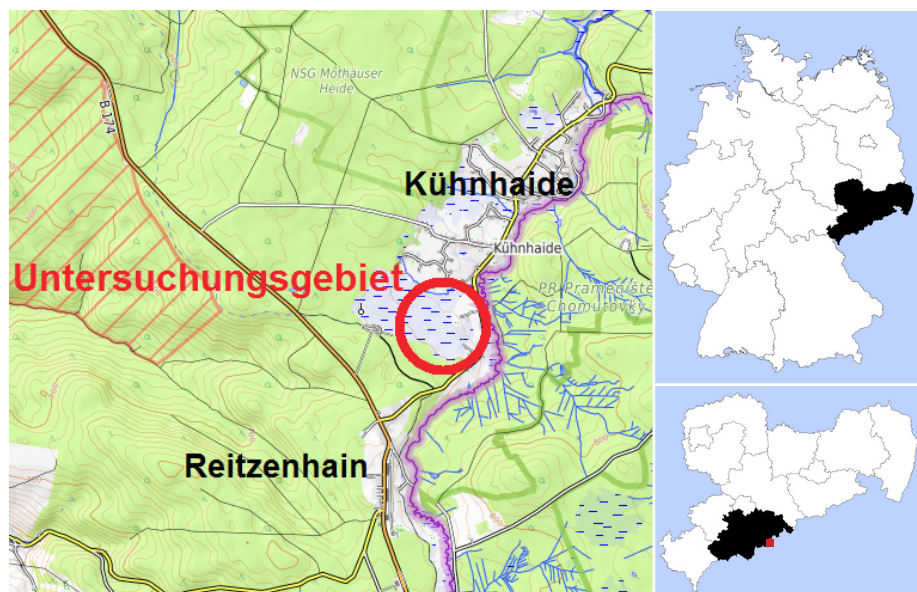 NSG Mothäuser
Heide
B 174
Kühnhaide
Kühnhaide
Untersuchungsgebiet
PR Prameniště
Chomutovky
Reitzenhain